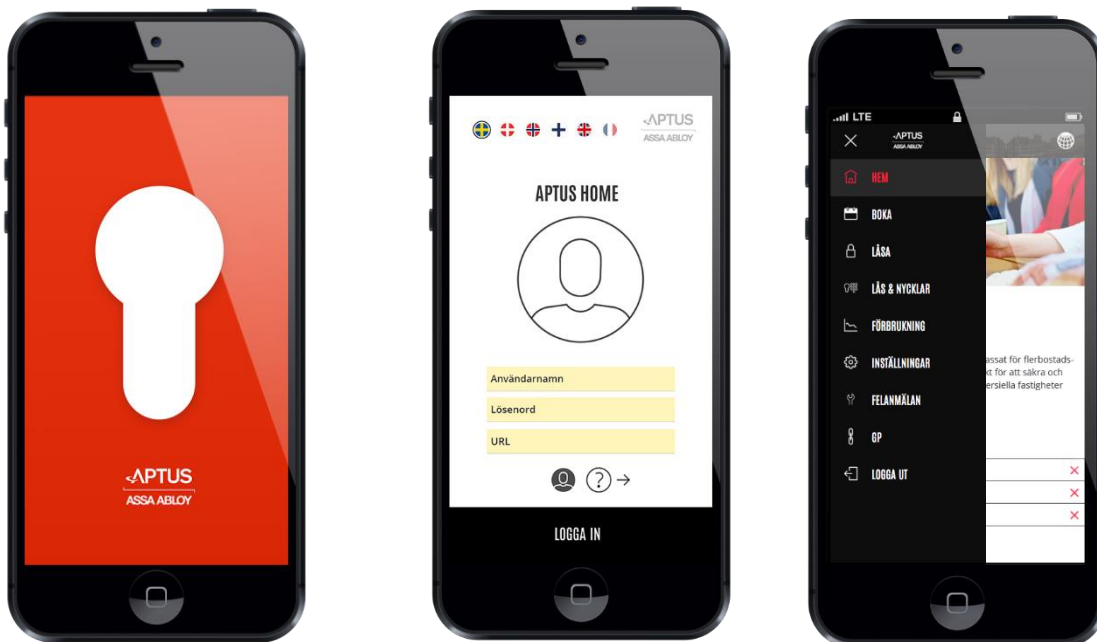 APTUS
ASSA ABLOY
APTUS
ASSA ABLOY
APTUS HOME
Användarnamn
Lösenord
URL
?
LOGGA IN
LTE
APTUS
ASSA ABLOY
HEM
BOKA
LÅSA
LÅS & NYCKLAR
FÖRBRUKNING
INSTÄLLNINGAR
FELANMÄLAN
GP
LOGGA UT
assat för flerbostads-
kt för att säkra och
ersiella fastigheter